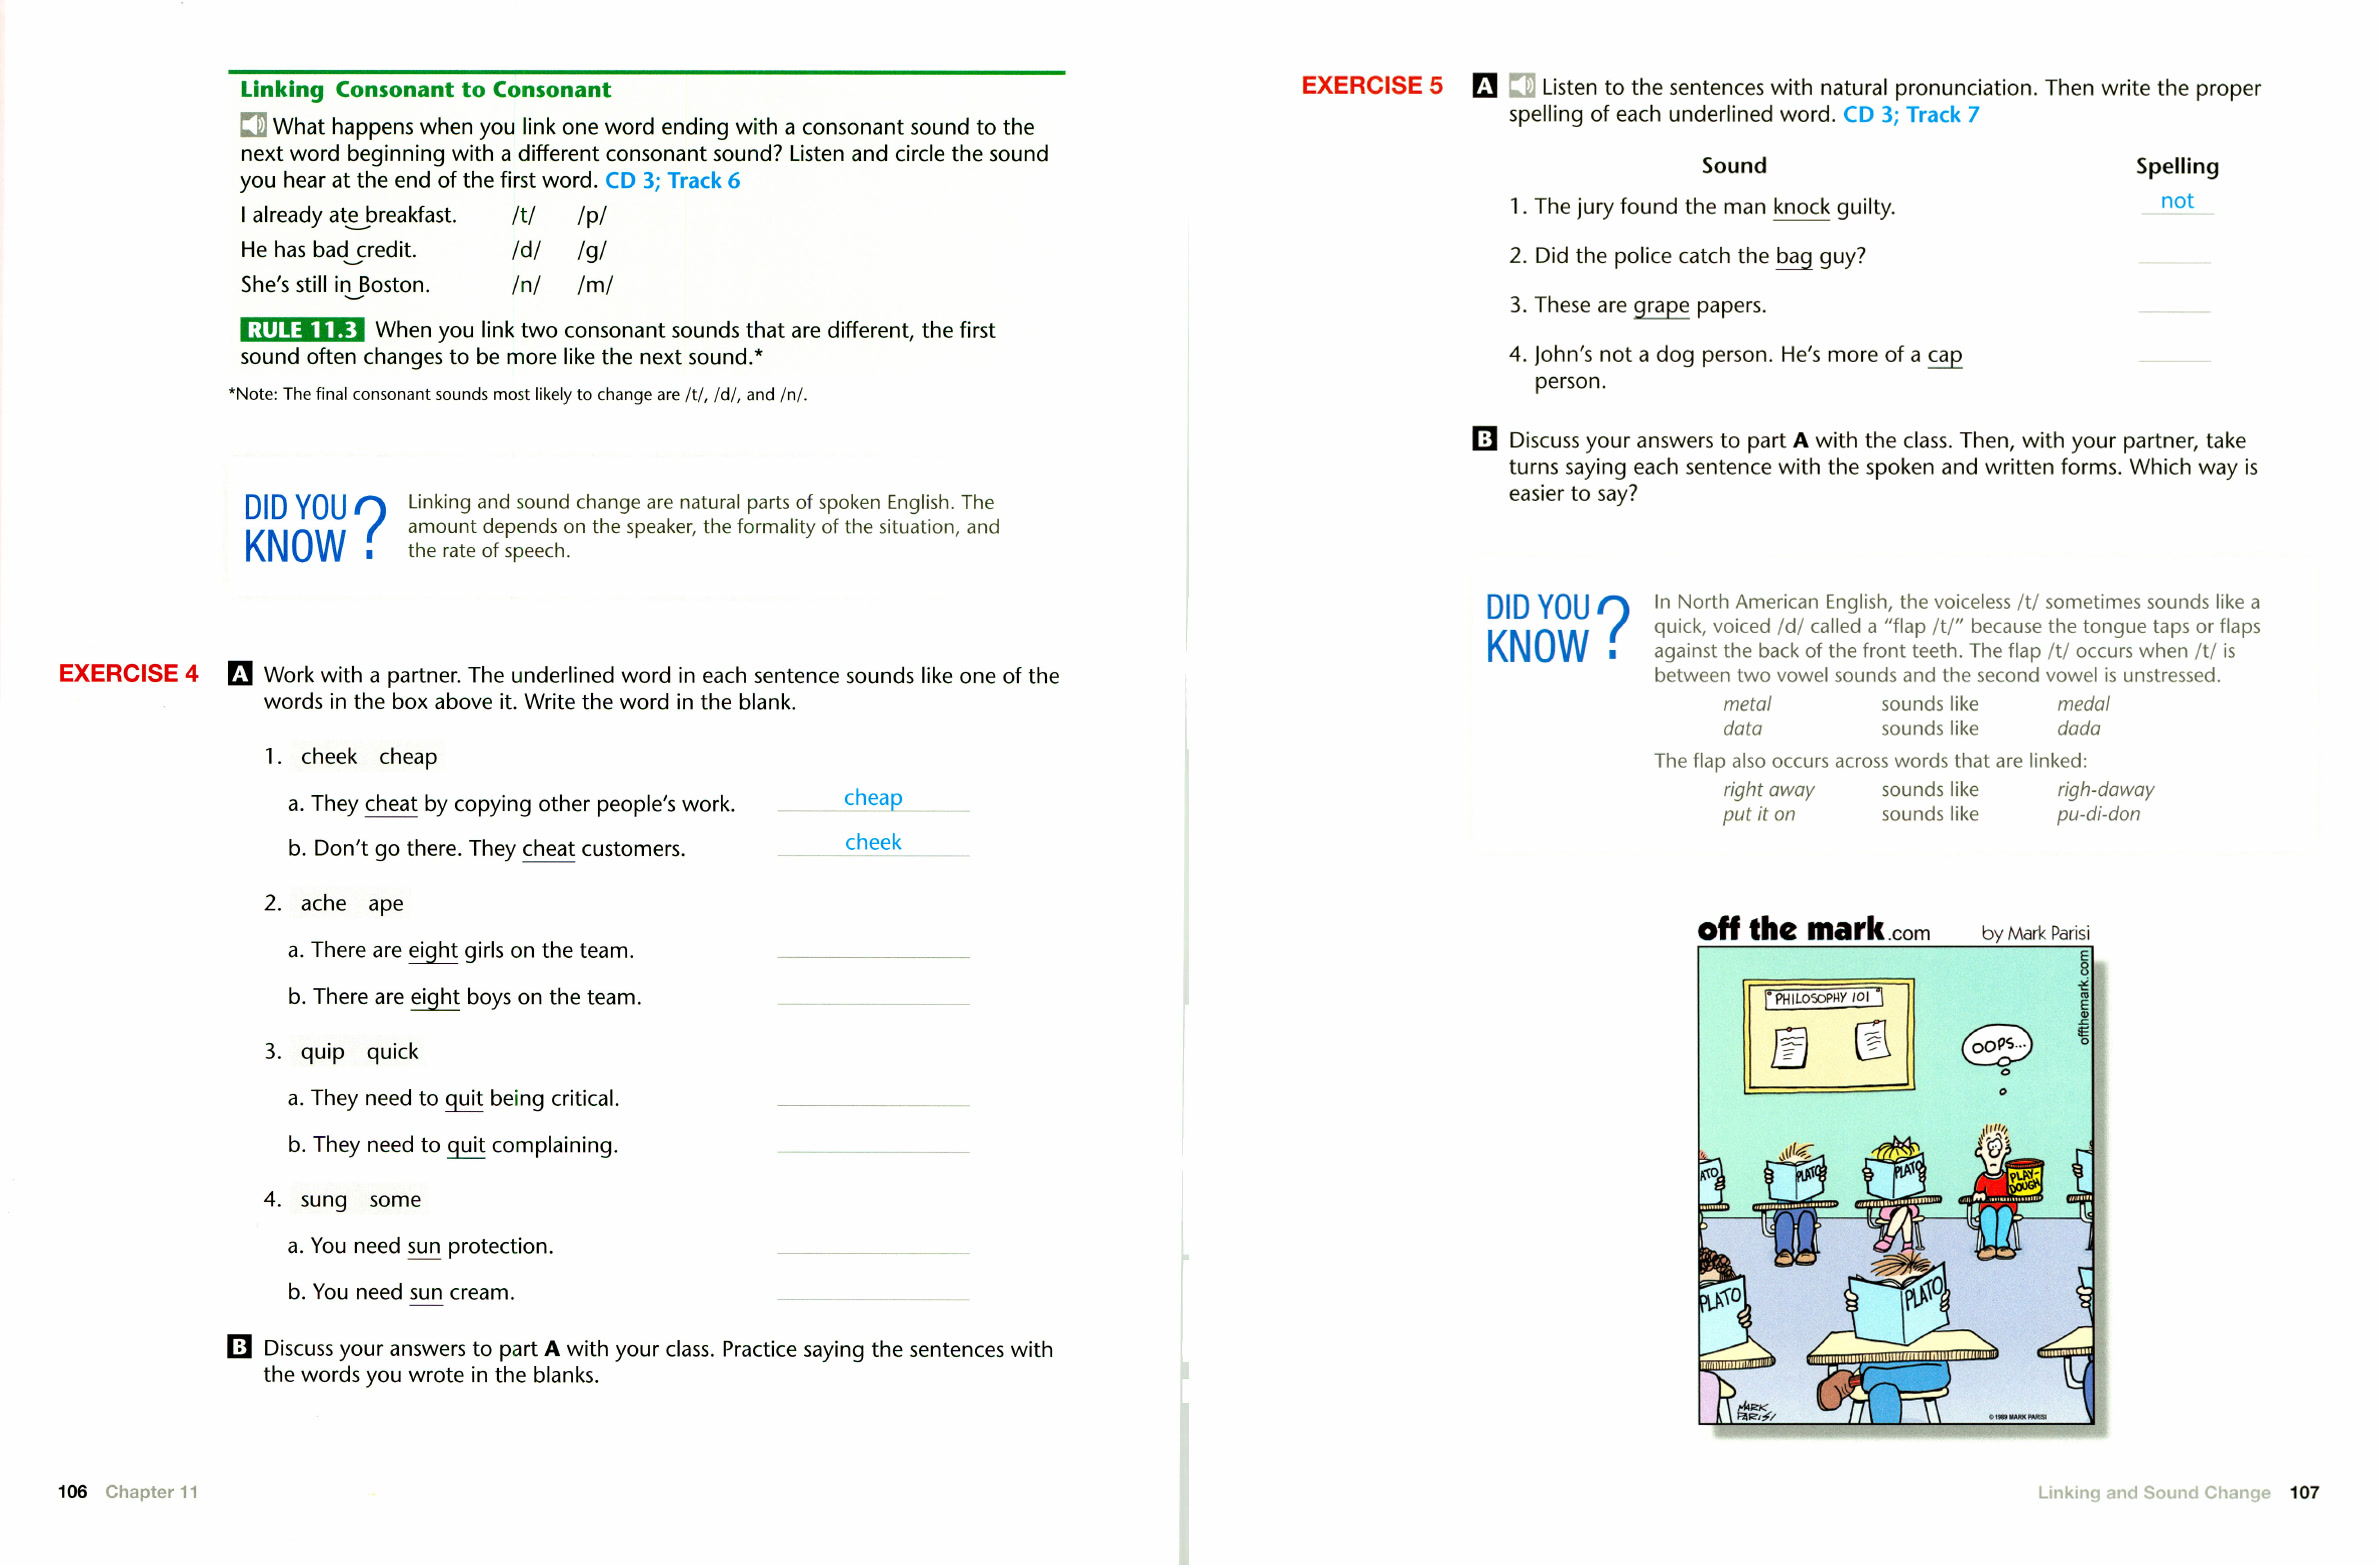 Linking Consonant to Consonant
What happens when you link one word ending with a consonant sound to the
next word beginning with a different consonant sound? Listen and circle the sound
you hear at the end of the first word. CD 3; Track 6
I already ate breakfast. /t/ /p/
He has bad credit. /d/ /g/
She's still in Boston. /n/ /m/
RULE 11.3 When you link two consonant sounds that are different, the first
sound often changes to be more like the next sound.*
*Note: The final consonant sounds most likely to change are /t/, /d/, and /n/.
DID YOU KNOW?
Linking and sound change are natural parts of spoken English. The
amount depends on the speaker, the formality of the situation, and
the rate of speech.
EXERCISE 4 A Work with a partner. The underlined word in each sentence sounds like one of the
words in the box above it. Write the word in the blank.
1. cheek cheap
a. They cheat by copying other people's work. cheap
b. Don't go there. They cheat customers. cheek
2. ache ape
a. There are eight girls on the team.
b. There are eight boys on the team.
3. quip quick
a. They need to quit being critical.
b. They need to quit complaining.
4. sung some
a. You need sun protection.
b. You need sun cream.
B Discuss your answers to part A with your class. Practice saying the sentences with
the words you wrote in the blanks.
106 Chapter 11
EXERCISE 5 A Listen to the sentences with natural pronunciation. Then write the proper
spelling of each underlined word. CD 3; Track 7
Sound Spelling
1. The jury found the man knock guilty. not
2. Did the police catch the bag guy?
3. These are grape papers.
4. John's not a dog person. He's more of a cap
person.
B Discuss your answers to part A with the class. Then, with your partner, take
turns saying each sentence with the spoken and written forms. Which way is
easier to say?
DID YOU KNOW?
In North American English, the voiceless /t/ sometimes sounds like a
quick, voiced /d/ called a "flap /t/" because the tongue taps or flaps
against the back of the front teeth. The flap /t/ occurs when /t/ is
between two vowel sounds and the second vowel is unstressed.
metal sounds like medal
data sounds like dada
The flap also occurs across words that are linked:
right away sounds like righ-daway
put it on sounds like pu-di-don
off the mark.com by Mark Parisi
offthemark.com
PHILOSOPHY 101
OOPS...
ATO
PLATO
PLATO
PLAY-
DOUGH
PLATO
PLATO
MARK
PARISI
© 1989 MARK PARISI
Linking and Sound Change 107